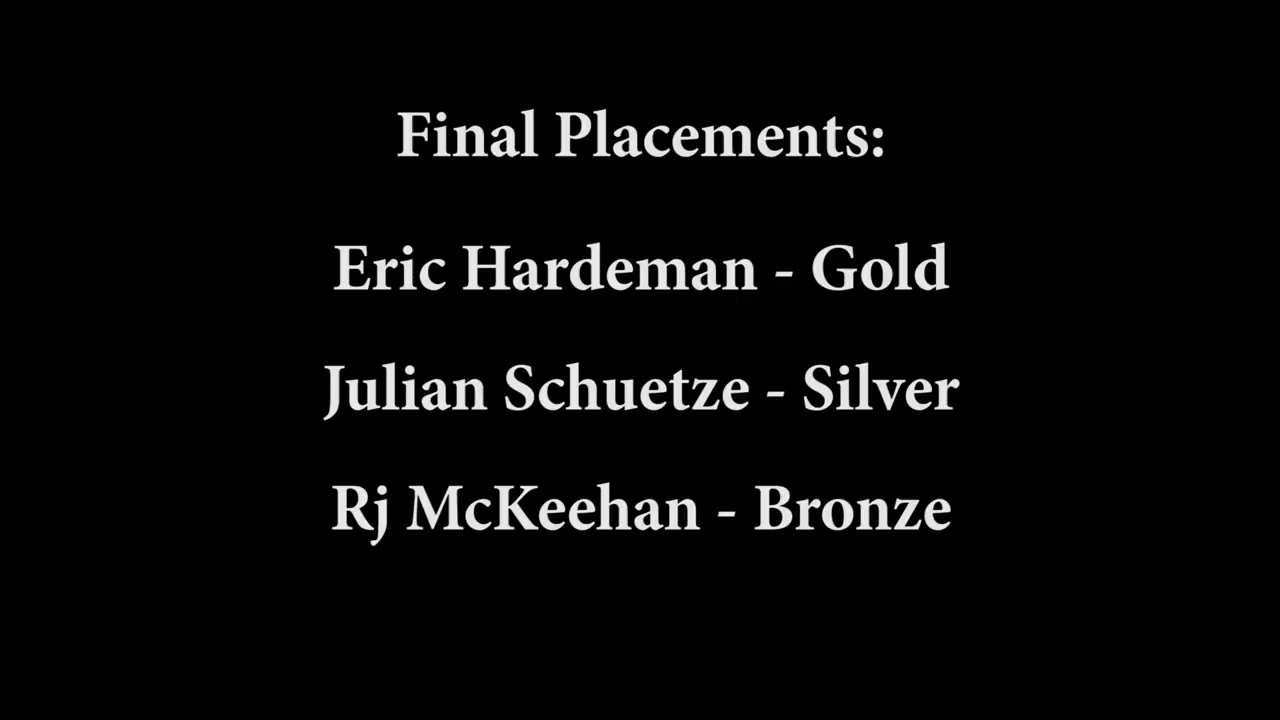 Final Placements:
Eric Hardeman - Gold
Julian Schuetze - Silver
Rj McKeehan - Bronze